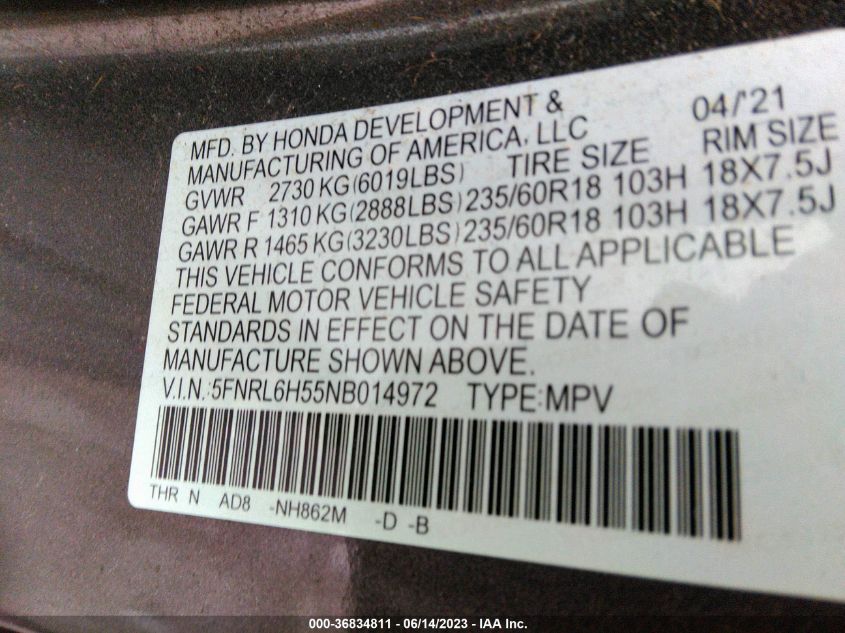 MFD. BY HONDA DEVELOPMENT & 04/'21
MANUFACTURING OF AMERICA, LLC
GVWR 2730 KG(6019LBS) TIRE SIZE RIM SIZE
GAWR F 1310 KG(2888LBS) 235/60R18 103H 18X7.5J
GAWR R 1465 KG(3230LBS) 235/60R18 103H 18X7.5J
THIS VEHICLE CONFORMS TO ALL APPLICABLE
FEDERAL MOTOR VEHICLE SAFETY
STANDARDS IN EFFECT ON THE DATE OF
MANUFACTURE SHOWN ABOVE.
V.I.N.:5FNRL6H55NB014972 TYPE:MPV
THR N AD8 -NH862M -D -B
000-36834811 - 06/14/2023 - IAA Inc.